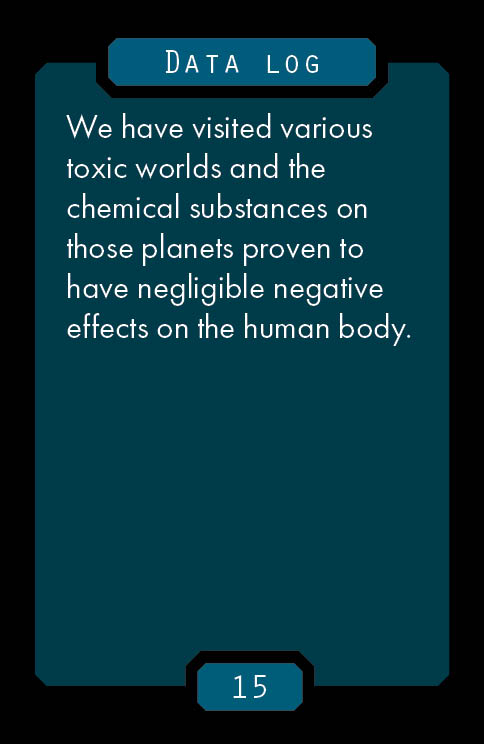 Data log
We have visited various
toxic worlds and the
chemical substances on
those planets proven to
have negligible negative
effects on the human body.
15